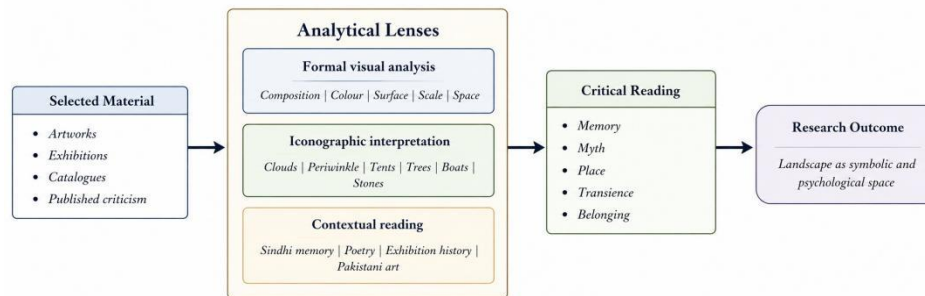 Selected Material
• Artworks
• Exhibitions
• Catalogues
• Published criticism
Analytical Lenses
Formal visual analysis
Composition | Colour | Surface | Scale | Space
Iconographic interpretation
Clouds | Periwinkle | Tents | Trees | Boats |
Stones
Contextual reading
Sindhi memory | Poetry | Exhibition history |
Pakistani art
Critical Reading
• Memory
• Myth
• Place
• Transience
• Belonging
Research Outcome
Landscape as symbolic and
psychological space